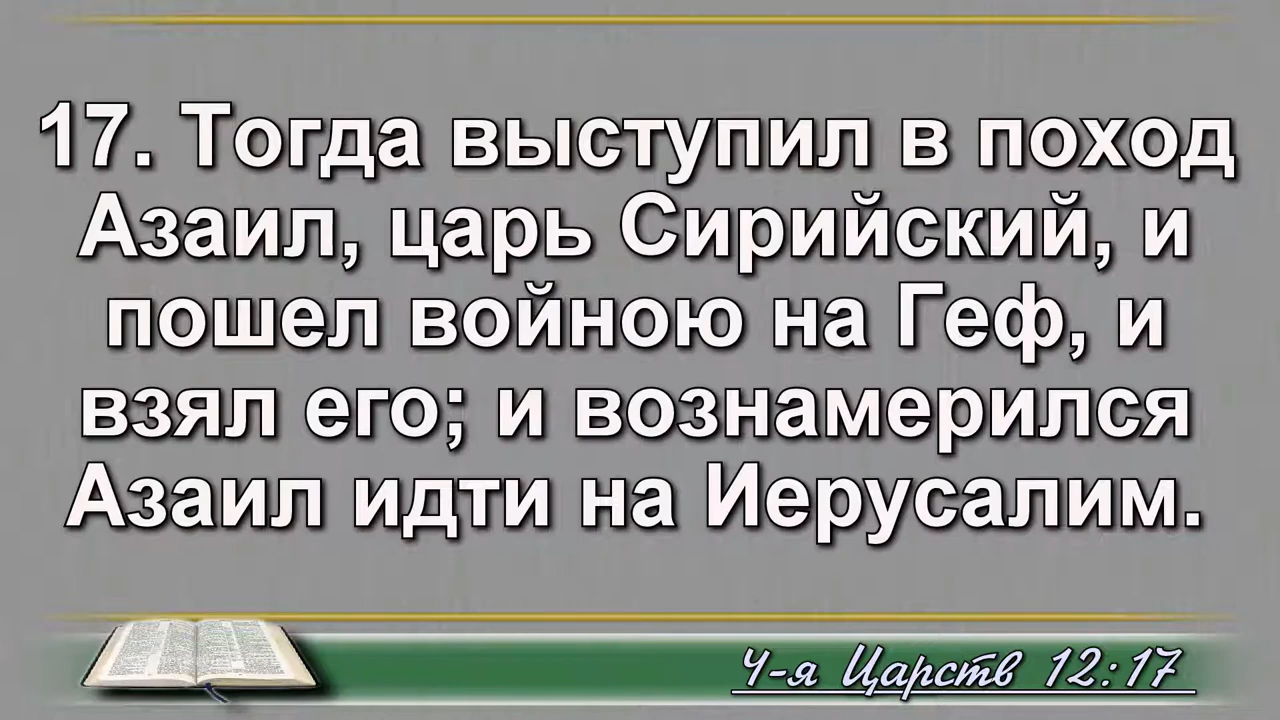 17. Тогда выступил в поход
Азаил, царь Сирийский, и
пошел войною на Геф, и
взял его; и вознамерился
Азаил идти на Иерусалим.
4-я Царств 12:17